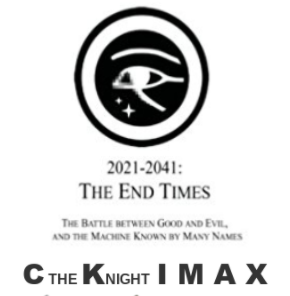 2021-2041:
THE END TIMES
THE BATTLE BETWEEN GOOD AND EVIL,
AND THE MACHINE KNOWN BY MANY NAMES
C THE KNIGHT I M A X